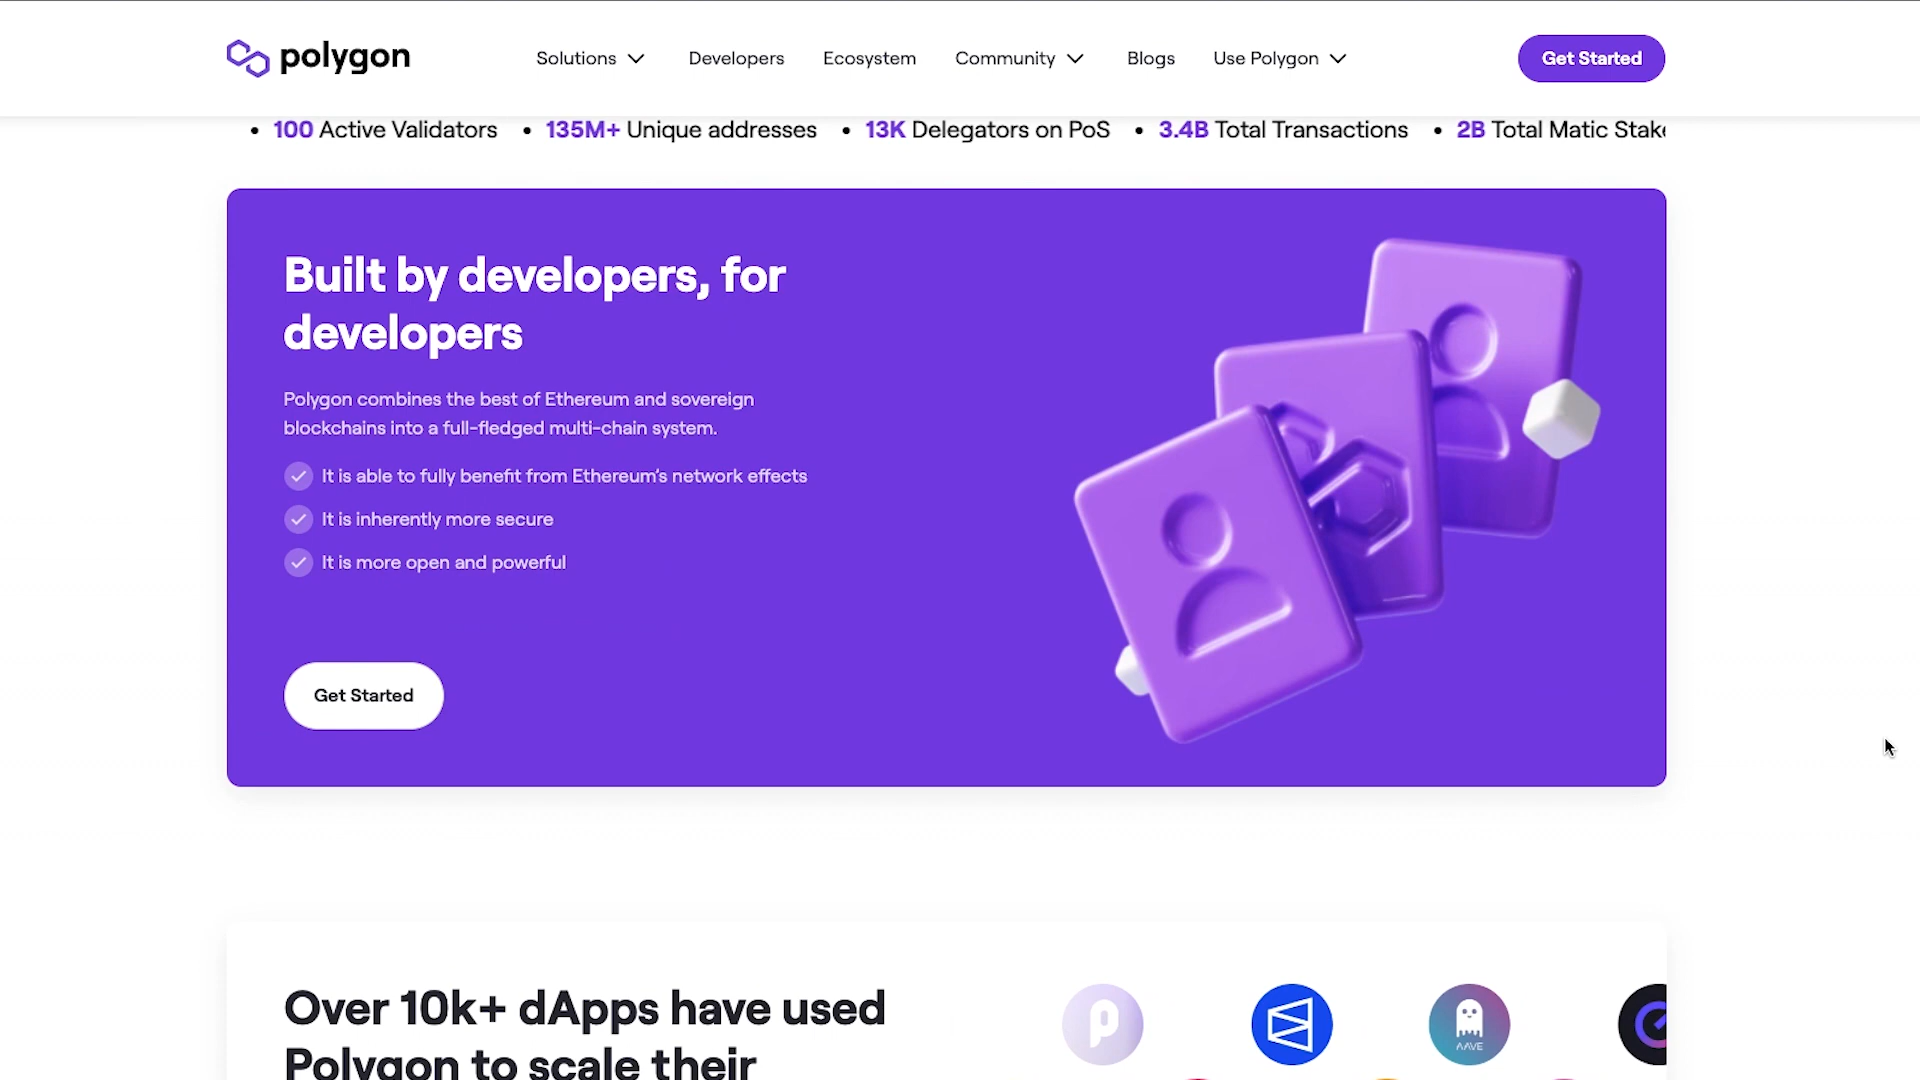 polygon
Solutions
Developers
Ecosystem
Community
Blogs
Use Polygon
Get Started
• 100 Active Validators • 135M+ Unique addresses • 13K Delegators on PoS • 3.4B Total Transactions • 2B Total Matic Stake
Built by developers, for
developers
Polygon combines the best of Ethereum and sovereign
blockchains into a full-fledged multi-chain system.
It is able to fully benefit from Ethereum's network effects
It is inherently more secure
It is more open and powerful
Get Started
Over 10k+ dApps have used
Polygon to scale their
AAVE